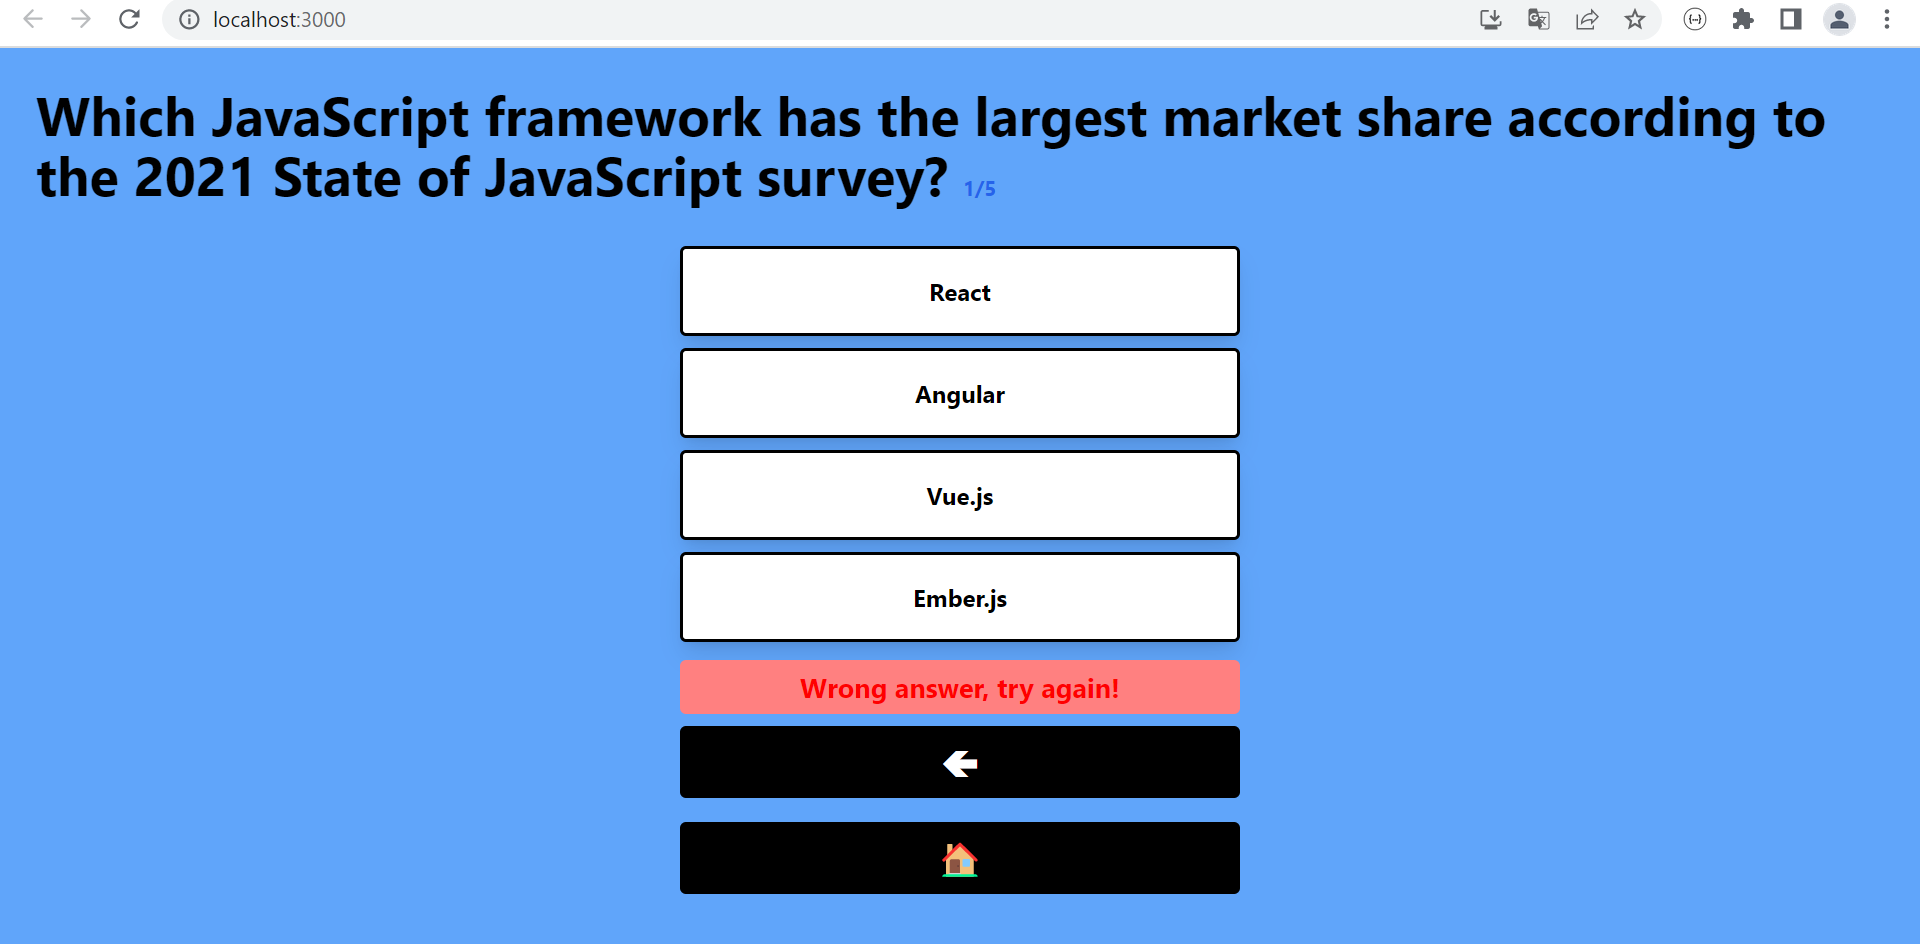 localhost:3000
Which JavaScript framework has the largest market share according to
the 2021 State of JavaScript survey? 1/5
React
Angular
Vue.js
Ember.js
Wrong answer, try again!